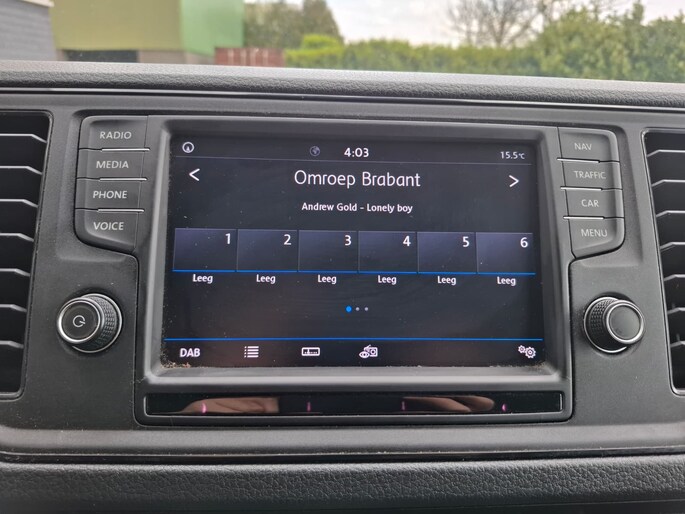 RADIO
MEDIA
PHONE
VOICE
NAV
TRAFFIC
CAR
MENU
4:03
15.5°C
< Omroep Brabant >
Andrew Gold - Lonely boy
1 2 3 4 5 6
Leeg Leeg Leeg Leeg Leeg Leeg
DAB